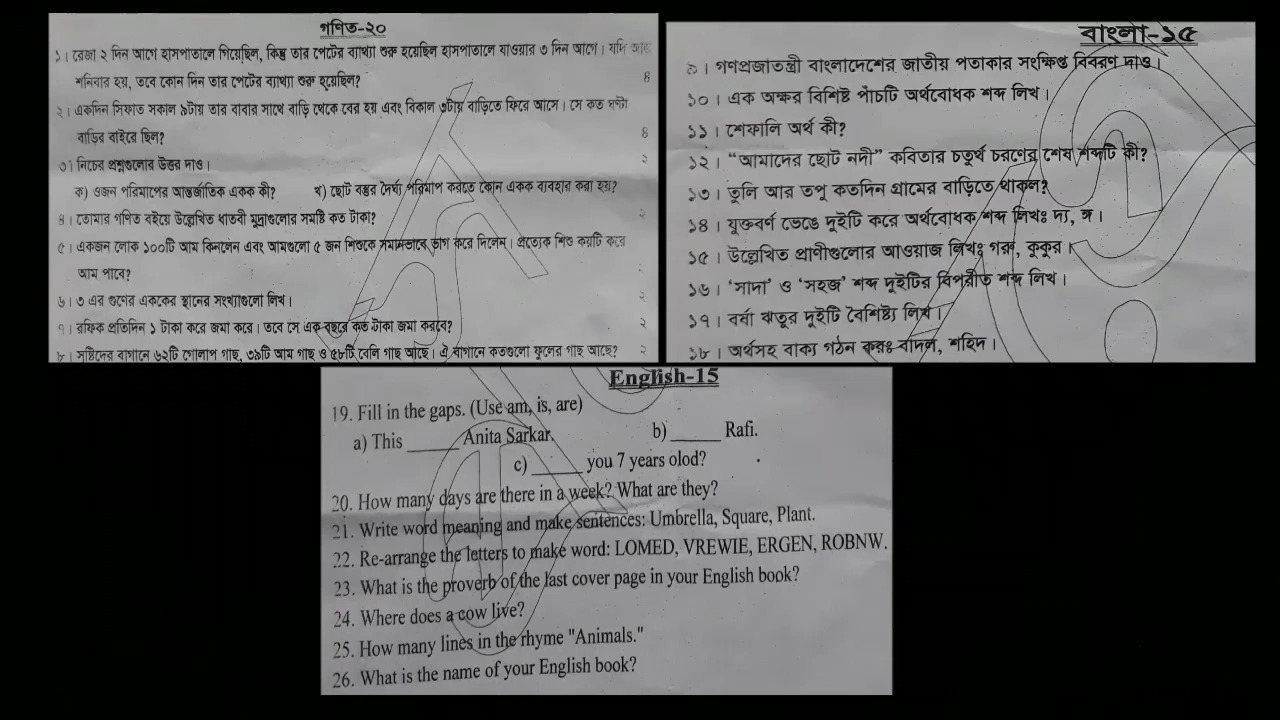 গণিত-২০
১। রেজা ২ দিন আগে হাসপাতালে গিয়েছিল, কিন্তু তার পেটের ব্যাথা শুরু হয়েছিল হাসপাতালে যাওয়ার ৩ দিন আগে। যদি আজ
শনিবার হয়, তবে কোন দিন তার পেটের ব্যাথা শুরু হয়েছিল? ৪
২। একদিন সিফাত সকাল ৯টায় তার বাবার সাথে বাড়ি থেকে বের হয় এবং বিকাল ৩টায় বাড়িতে ফিরে আসে। সে কত ঘণ্টা
বাড়ির বাইরে ছিল? ৪
৩। নিচের প্রশ্নগুলোর উত্তর দাও। ২
ক) ওজন পরিমাপের আন্তর্জাতিক একক কী? খ) ছোট বস্তুর দৈর্ঘ্য পরিমাপ করতে কোন একক ব্যবহার করা হয়?
৪। তোমার গণিত বইয়ে উল্লেখিত ধাতবী মুদ্রাগুলোর সমষ্টি কত টাকা? ২
৫। একজন লোক ১০০টি আম কিনলেন এবং আমগুলো ৫ জন শিশুকে সমানভাবে ভাগ করে দিলেন। প্রত্যেক শিশু কয়টি করে
আম পাবে? ২
৬। ৩ এর গুণের এককের স্থানের সংখ্যাগুলো লিখ। ২
৭। রফিক প্রতিদিন ১ টাকা করে জমা করে। তবে সে এক বছরে কত টাকা জমা করবে? ২
৮। সৃষ্টিদের বাগানে ৬২টি গোলাপ গাছ, ৩৯টি আম গাছ ও ৫৮টি বেলি গাছ আছে। ঐ বাগানে কতগুলো ফুলের গাছ আছে? ২
বাংলা-১৫
৯। গণপ্রজাতন্ত্রী বাংলাদেশের জাতীয় পতাকার সংক্ষিপ্ত বিবরণ দাও।
১০। এক অক্ষর বিশিষ্ট পাঁচটি অর্থবোধক শব্দ লিখ।
১১। শেফালি অর্থ কী?
১২। “আমাদের ছোট নদী” কবিতার চতুর্থ চরণের শেষ শব্দটি কী?
১৩। তুলি আর তপু কতদিন গ্রামের বাড়িতে থাকল?
১৪। যুক্তবর্ণ ভেঙে দুইটি করে অর্থবোধক শব্দ লিখঃ দ্য, ঙ্গ।
১৫। উল্লেখিত প্রাণীগুলোর আওয়াজ লিখঃ গরু, কুকুর।
১৬। ‘সাদা’ ও ‘সহজ’ শব্দ দুইটির বিপরীত শব্দ লিখ।
১৭। বর্ষা ঋতুর দুইটি বৈশিষ্ট্য লিখ।
১৮। অর্থসহ বাক্য গঠন করঃ বাদল, শহিদ।
English-15
19. Fill in the gaps. (Use am, is, are)
a) This _____ Anita Sarkar. b) _____ Rafi.
c) _____ you 7 years olod?
20. How many days are there in a week? What are they?
21. Write word meaning and make sentences: Umbrella, Square, Plant.
22. Re-arrange the letters to make word: LOMED, VREWIE, ERGEN, ROBNW.
23. What is the proverb of the last cover page in your English book?
24. Where does a cow live?
25. How many lines in the rhyme "Animals."
26. What is the name of your English book?